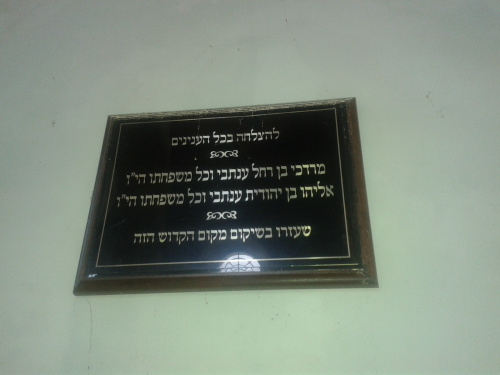 להצלחה בכל הענינים
מרדכי בן רחל ענתבי וכל משפחתו הי"ו
אליהו בן יהודית ענתבי וכל משפחתו הי"ו
שעזרו בשיקום מקום הקדוש הזה